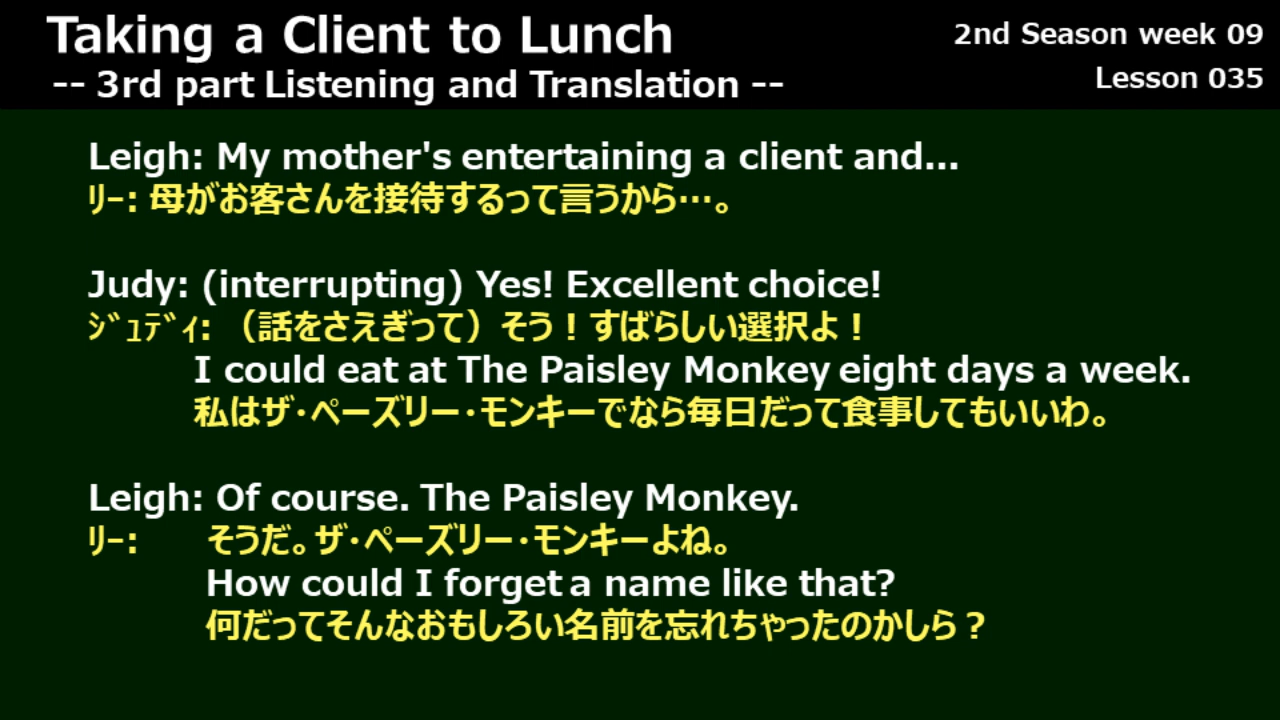 Taking a Client to Lunch
2nd Season week 09
-- 3rd part Listening and Translation --
Lesson 035
Leigh: My mother's entertaining a client and...
ﾘｰ: 母がお客さんを接待するって言うから…。
Judy: (interrupting) Yes! Excellent choice!
ｼﾞｭﾃﾞｨ: （話をさえぎって）そう！すばらしい選択よ！
I could eat at The Paisley Monkey eight days a week.
私はザ・ペーズリー・モンキーでなら毎日だって食事してもいいわ。
Leigh: Of course. The Paisley Monkey.
ﾘｰ: そうだ。ザ・ペーズリー・モンキーよね。
How could I forget a name like that?
何だってそんなおもしろい名前を忘れちゃったのかしら？